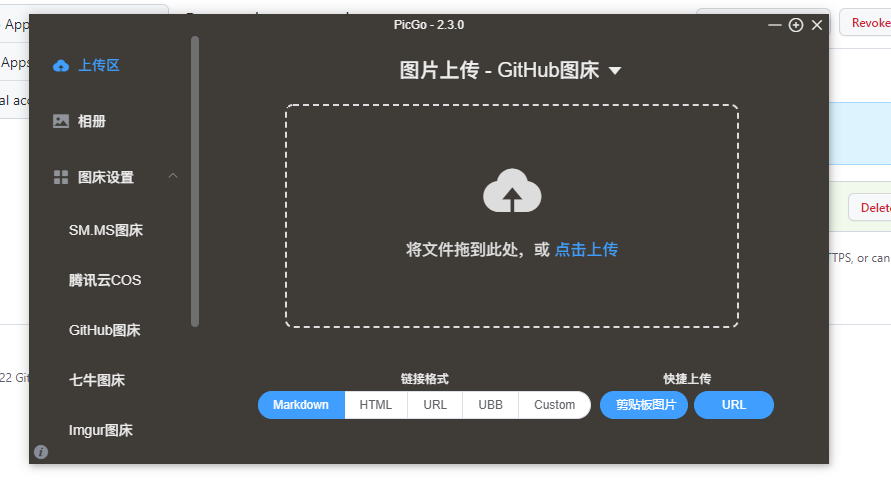 App
Apps
al acc
22 Git
PicGo - 2.3.0
上传区
相册
图床设置
SM.MS图床
腾讯云COS
GitHub图床
七牛图床
Imgur图床
图片上传 - GitHub图床
将文件拖到此处，或 点击上传
链接格式
Markdown HTML URL UBB Custom
快捷上传
剪贴板图片 URL
Revoke
Delete
TPS, or can